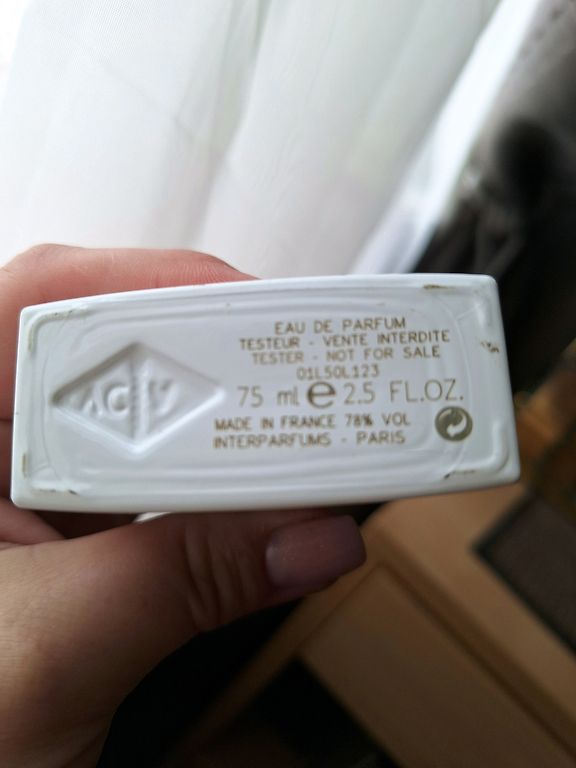 EAU DE PARFUM
TESTEUR - VENTE INTERDITE
TESTER - NOT FOR SALE
01L50L123
75 ml e 2.5 FL.OZ.
MADE IN FRANCE 78% VOL
INTERPARFUMS - PARIS